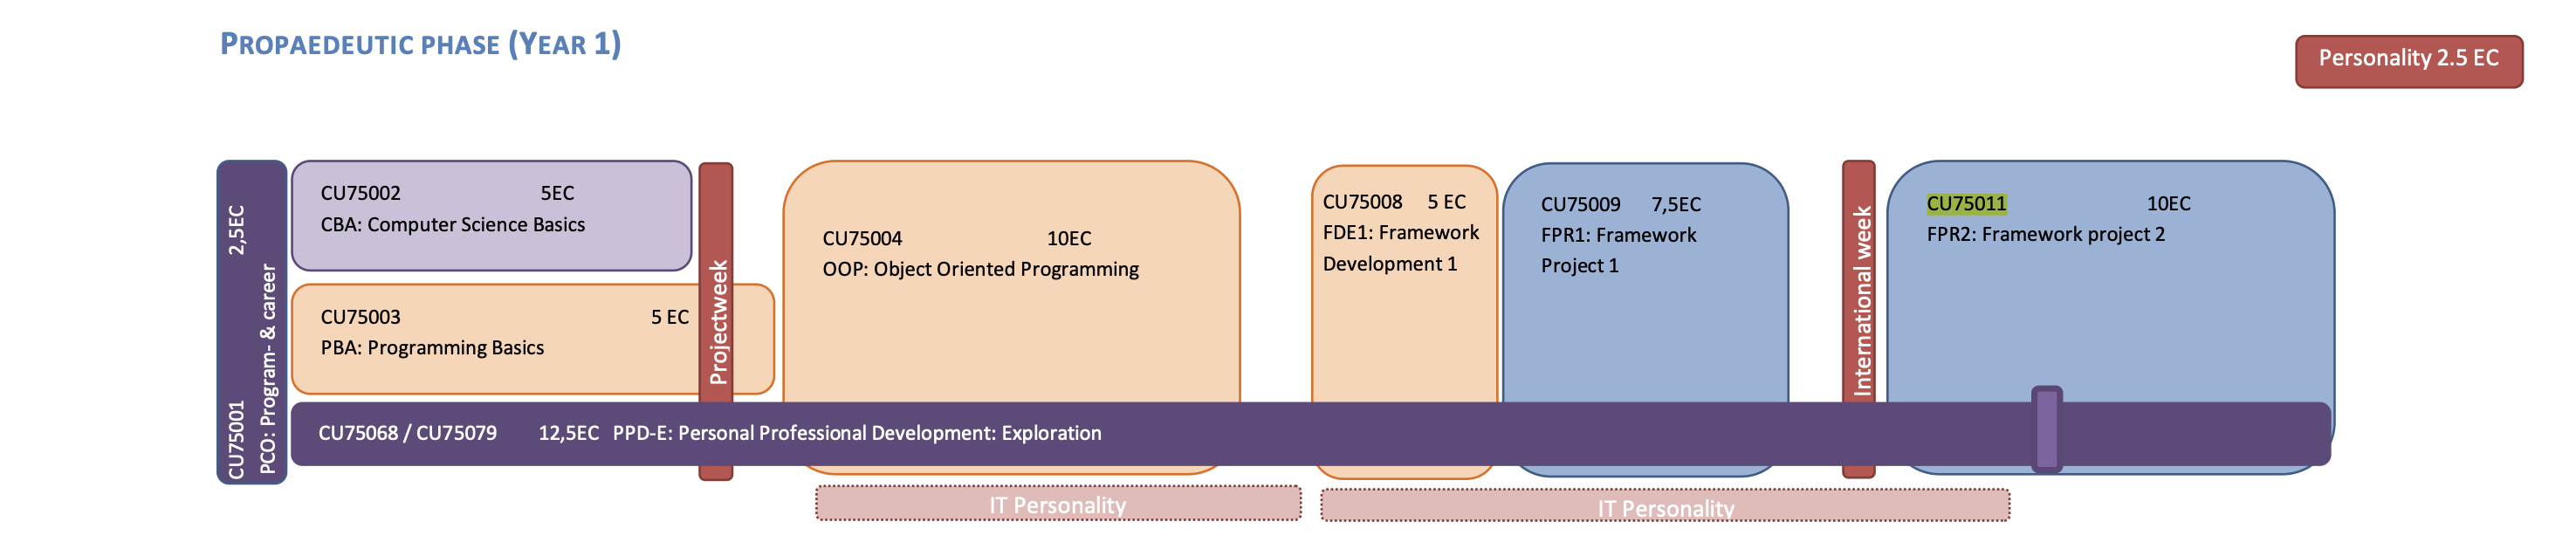 PROPAEDEUTIC PHASE (YEAR 1)
Personality 2.5 EC
CU75001 2,5EC
PCO: Program- & career
CU75002 5EC
CBA: Computer Science Basics
CU75003 5 EC
PBA: Programming Basics
Projectweek
CU75004 10EC
OOP: Object Oriented Programming
CU75008 5 EC
FDE1: Framework
Development 1
CU75009 7,5EC
FPR1: Framework
Project 1
International week
CU75011 10EC
FPR2: Framework project 2
CU75068 / CU75079 12,5EC PPD-E: Personal Professional Development: Exploration
IT Personality
IT Personality